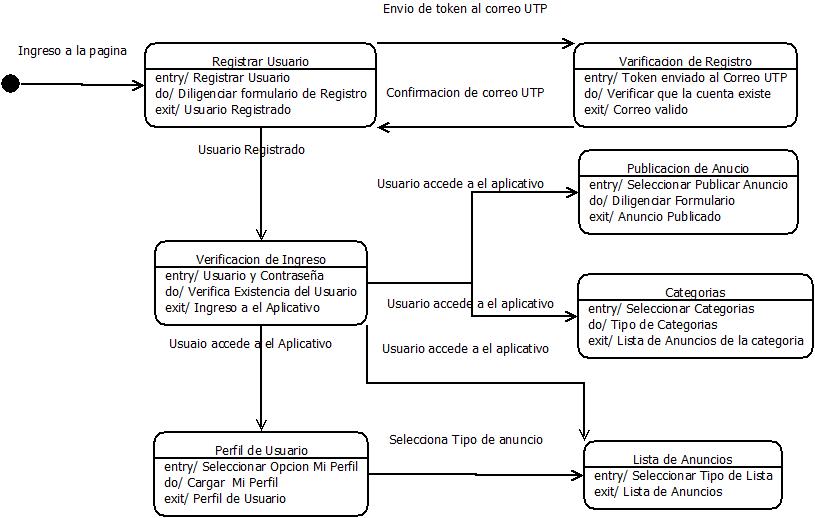 Envio de token al correo UTP
Ingreso a la pagina
Registrar Usuario
entry/ Registrar Usuario
do/ Diligenciar formulario de Registro
exit/ Usuario Registrado
Varificacion de Registro
entry/ Token enviado al Correo UTP
do/ Verificar que la cuenta existe
exit/ Correo valido
Confirmacion de correo UTP
Usuario Registrado
Publicacion de Anucio
entry/ Seleccionar Publicar Anuncio
do/ Diligenciar Formulario
exit/ Anuncio Publicado
Usuario accede a el aplicativo
Verificacion de Ingreso
entry/ Usuario y Contraseña
do/ Verifica Existencia del Usuario
exit/ Ingreso a el Aplicativo
Usuario accede a el aplicativo
Categorias
entry/ Seleccionar Categorias
do/ Tipo de Categorias
exit/ Lista de Anuncios de la categoria
Usuaio accede a el Aplicativo
Usuario accede a el aplicativo
Perfil de Usuario
entry/ Seleccionar Opcion Mi Perfil
do/ Cargar Mi Perfil
exit/ Perfil de Usuario
Selecciona Tipo de anuncio
Lista de Anuncios
entry/ Seleccionar Tipo de Lista
exit/ Lista de Anuncios